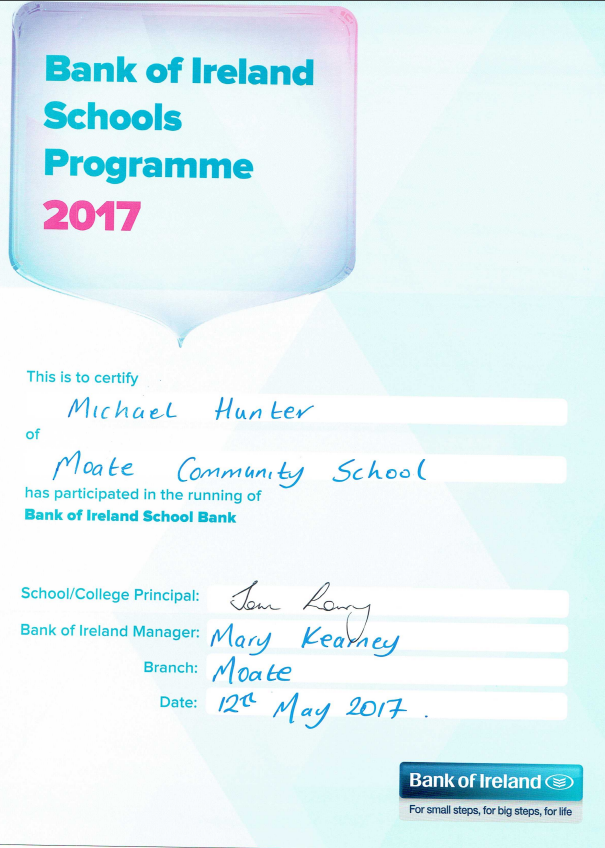 Bank of Ireland
Schools
Programme
2017
This is to certify
Michael Hunter
of
Moate Community School
has participated in the running of
Bank of Ireland School Bank
School/College Principal: Tom Lowry
Bank of Ireland Manager: Mary Kearney
Branch: Moate
Date: 12th May 2017.
Bank of Ireland
For small steps, for big steps, for life